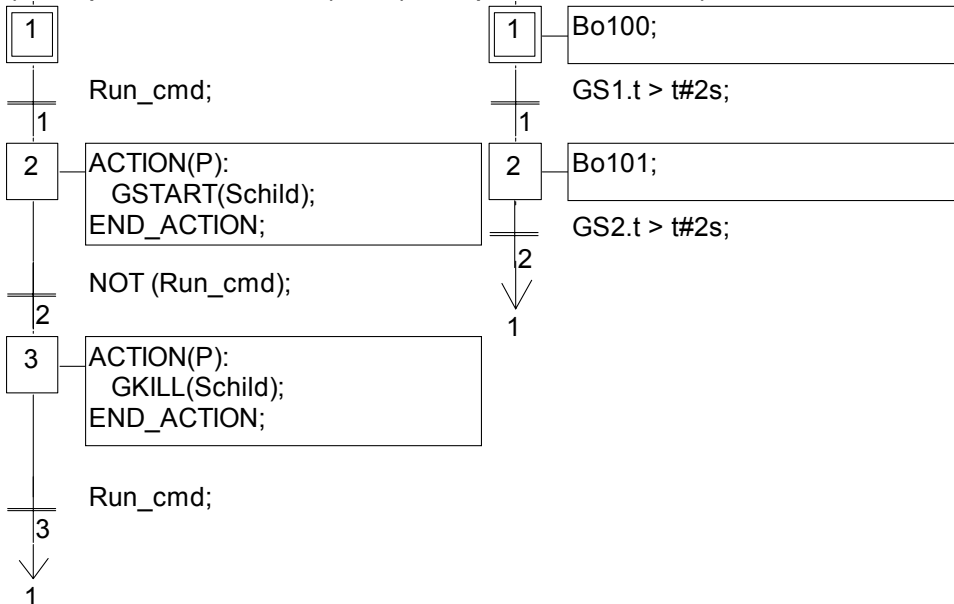 1
Run_cmd;
1
2
ACTION(P):
GSTART(Schild);
END_ACTION;
NOT (Run_cmd);
2
3
ACTION(P):
GKILL(Schild);
END_ACTION;
Run_cmd;
3
1
1
Bo100;
GS1.t > t#2s;
1
2
Bo101;
GS2.t > t#2s;
2
1